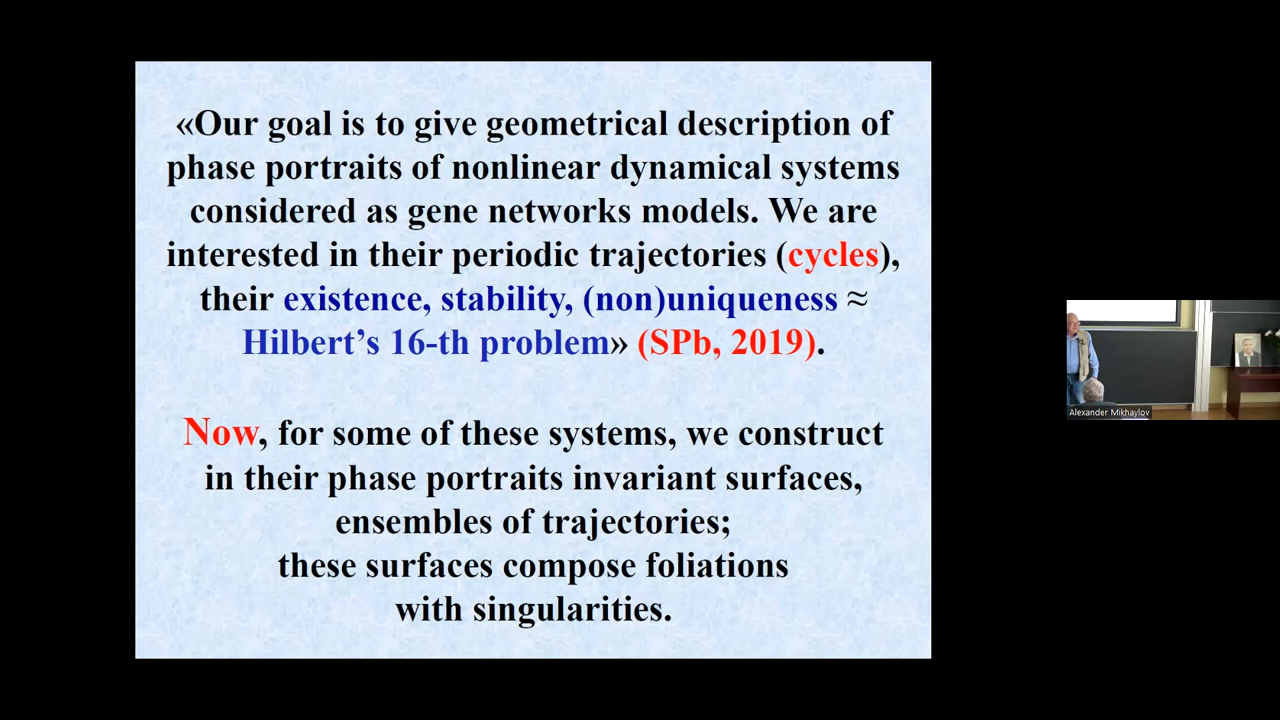 «Our goal is to give geometrical description of
phase portraits of nonlinear dynamical systems
considered as gene networks models. We are
interested in their periodic trajectories (cycles),
their existence, stability, (non)uniqueness ≈
Hilbert’s 16-th problem» (SPb, 2019).
Now, for some of these systems, we construct
in their phase portraits invariant surfaces,
ensembles of trajectories;
these surfaces compose foliations
with singularities.
Alexander Mikhaylov